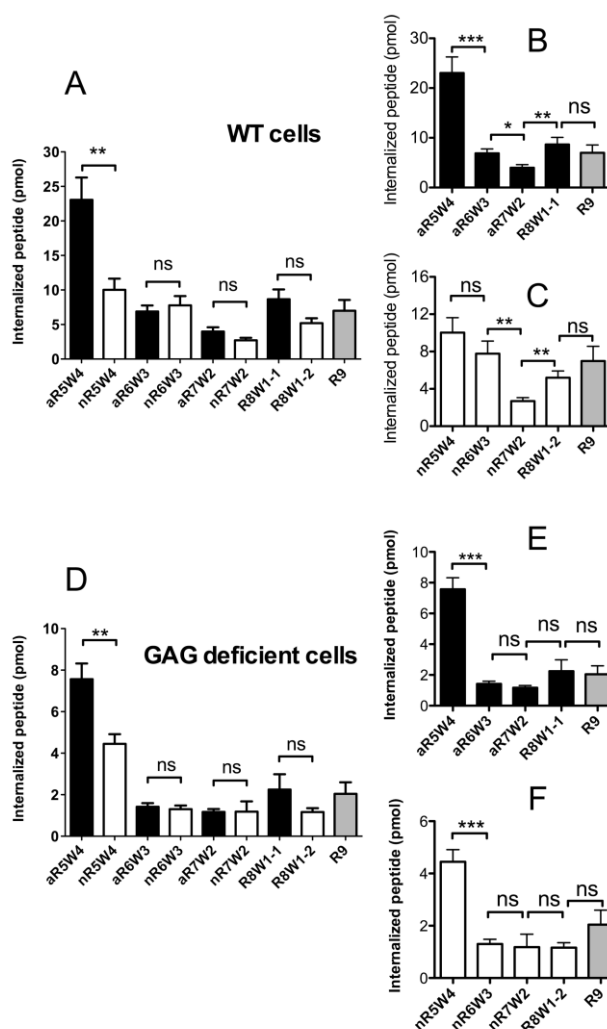 A
WT cells
Internalized peptide (pmol)
30
25
20
15
10
5
0
**
ns
ns
ns
aR5W4
nR5W4
aR6W3
nR6W3
aR7W2
nR7W2
R8W1-1
R8W1-2
R9
B
Internalized peptide (pmol)
30
20
10
0
***
*
**
ns
aR5W4
aR6W3
aR7W2
R8W1-1
R9
C
Internalized peptide (pmol)
16
12
8
4
0
ns
**
**
ns
nR5W4
nR6W3
nR7W2
R8W1-2
R9
D
GAG deficient cells
Internalized peptide (pmol)
10
8
6
4
2
0
**
ns
ns
ns
aR5W4
nR5W4
aR6W3
nR6W3
aR7W2
nR7W2
R8W1-1
R8W1-2
R9
E
Internalized peptide (pmol)
10
8
6
4
2
0
***
ns
ns
ns
aR5W4
aR6W3
aR7W2
R8W1-1
R9
F
Internalized peptide (pmol)
6
4
2
0
***
ns
ns
ns
nR5W4
nR6W3
nR7W2
R8W1-2
R9